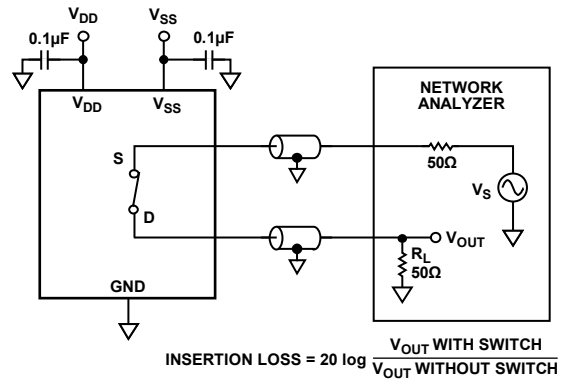 VDD
VSS
0.1µF
0.1µF
VDD
VSS
NETWORK
ANALYZER
S
50Ω
VS
D
VOUT
RL
50Ω
GND
INSERTION LOSS = 20 log VOUT WITH SWITCH
VOUT WITHOUT SWITCH